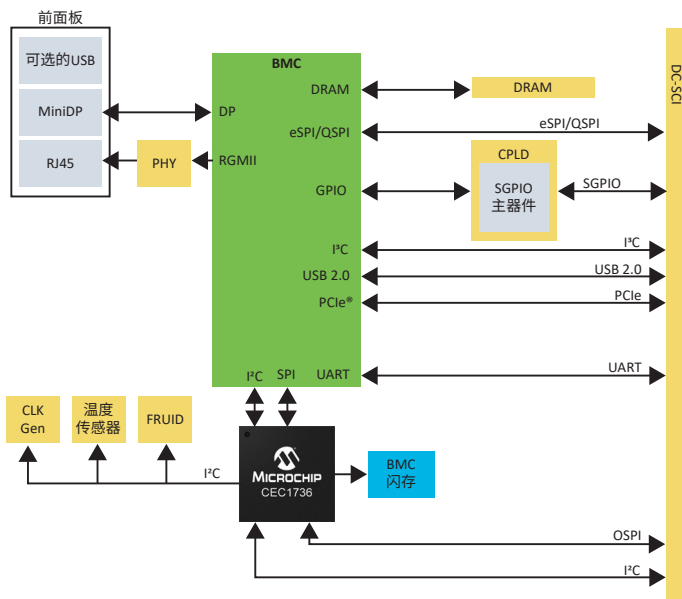 前面板
可选的USB
MiniDP
RJ45
PHY
BMC
DRAM
DP
eSPI/QSPI
RGMII
GPIO
I³C
USB 2.0
PCIe®
I²C SPI UART
DRAM
eSPI/QSPI
CPLD
SGPIO
主器件
SGPIO
I³C
USB 2.0
PCIe
UART
DC-SCI
CLK
Gen
温度
传感器
FRUID
I²C
MICROCHIP
CEC1736
BMC
闪存
OSPI
I²C